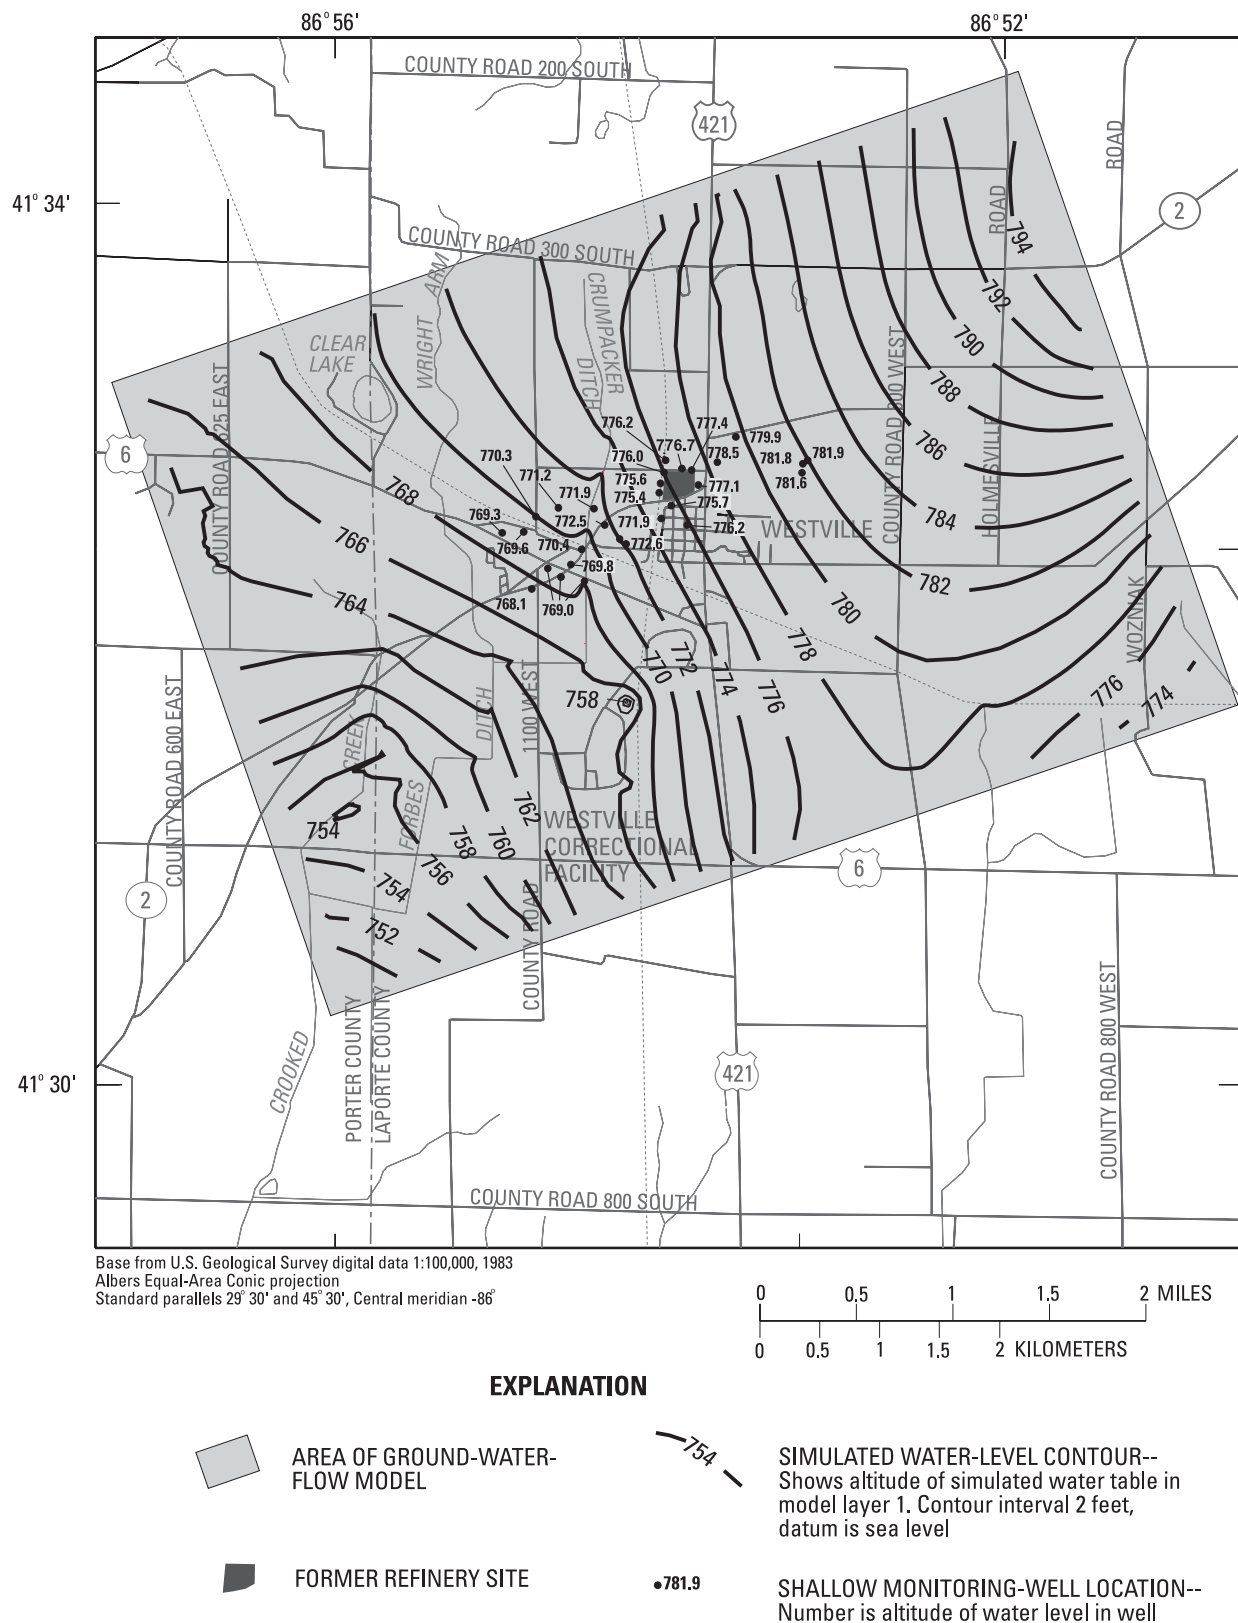 86° 56'
86° 52'
COUNTY ROAD 200 SOUTH
421
ROAD
41° 34'
2
ROAD
COUNTY ROAD 300 SOUTH
794
WRIGHT ARM
CRUMPACKER DITCH
792
CLEAR LAKE
790
COUNTY ROAD 300 WEST
788
COUNTY ROAD 625 EAST
6
776.2
777.4
776.7
779.9
HOLMESVILLE
776.0
778.5
781.8
781.9
786
770.3
771.2
775.6
777.1
781.6
768
771.9
775.4
775.7
784
769.3
772.5
771.9
776.2
WESTVILLE
766
769.6
770.4
772.6
769.8
782
768.1
769.0
764
780
WOZNIAK
778
772
770
774
776
776
774
COUNTY ROAD 600 EAST
758
1100 WEST
DITCH
CREEK
762
754
FORBES
WESTVILLE
CORRECTIONAL
FACILITY
758
760
756
6
754
2
752
COUNTY ROAD
COUNTY ROAD 800 WEST
41° 30'
CROOKED
PORTER COUNTY
LAPORTE COUNTY
421
COUNTY ROAD 800 SOUTH
Base from U.S. Geological Survey digital data 1:100,000, 1983
Albers Equal-Area Conic projection
Standard parallels 29° 30' and 45° 30', Central meridian -86°
0 0.5 1 1.5 2 MILES
0 0.5 1 1.5 2 KILOMETERS
EXPLANATION
AREA OF GROUND-WATER-
FLOW MODEL
754
SIMULATED WATER-LEVEL CONTOUR--
Shows altitude of simulated water table in
model layer 1. Contour interval 2 feet,
datum is sea level
FORMER REFINERY SITE
781.9
SHALLOW MONITORING-WELL LOCATION--
Number is altitude of water level in well